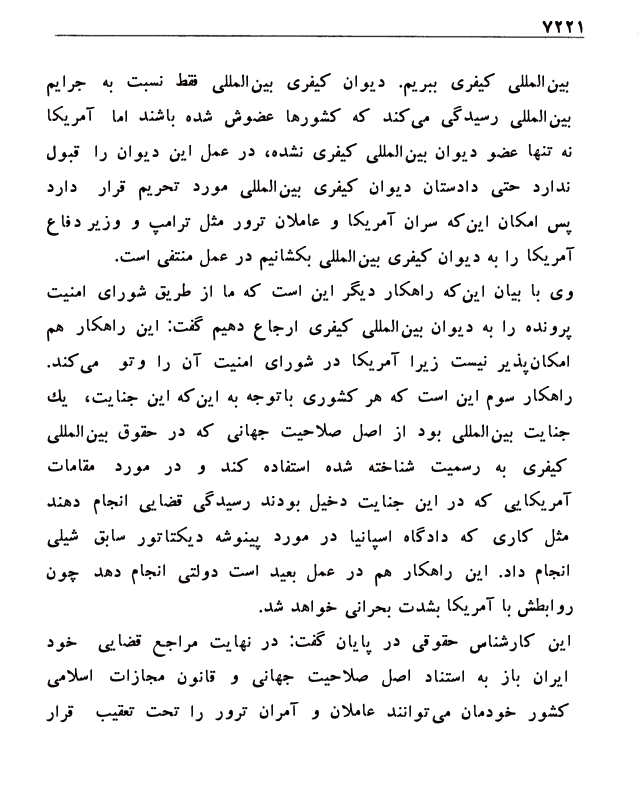 ۷۲۲۱
بین‌المللی کیفری ببریم. دیوان کیفری بین‌المللی فقط نسبت به جرایم
بین‌المللی رسیدگی می‌کند که کشورها عضوش شده باشند اما آمریکا
نه تنها عضو دیوان بین‌المللی کیفری نشده، در عمل این دیوان را قبول
ندارد حتی دادستان دیوان کیفری بین‌المللی مورد تحریم قرار دارد
پس امکان این‌که سران آمریکا و عاملان ترور مثل ترامپ و وزیر دفاع
آمریکا را به دیوان کیفری بین‌المللی بکشانیم در عمل منتفی است.
وی با بیان این‌که راهکار دیگر این است که ما از طریق شورای امنیت
پرونده را به دیوان بین‌المللی کیفری ارجاع دهیم گفت: این راهکار هم
امکان‌پذیر نیست زیرا آمریکا در شورای امنیت آن را وتو می‌کند.
راهکار سوم این است که هر کشوری باتوجه به این‌که این جنایت، یك
جنایت بین‌المللی بود از اصل صلاحیت جهانی که در حقوق بین‌المللی
کیفری به رسمیت شناخته شده استفاده کند و در مورد مقامات
آمریکایی که در این جنایت دخیل بودند رسیدگی قضایی انجام دهند
مثل کاری که دادگاه اسپانیا در مورد پینوشه دیکتاتور سابق شیلی
انجام داد. این راهکار هم در عمل بعید است دولتی انجام دهد چون
روابطش با آمریکا بشدت بحرانی خواهد شد.
این کارشناس حقوقی در پایان گفت: در نهایت مراجع قضایی خود
ایران باز به استناد اصل صلاحیت جهانی و قانون مجازات اسلامی
کشور خودمان می‌توانند عاملان و آمران ترور را تحت تعقیب قرار